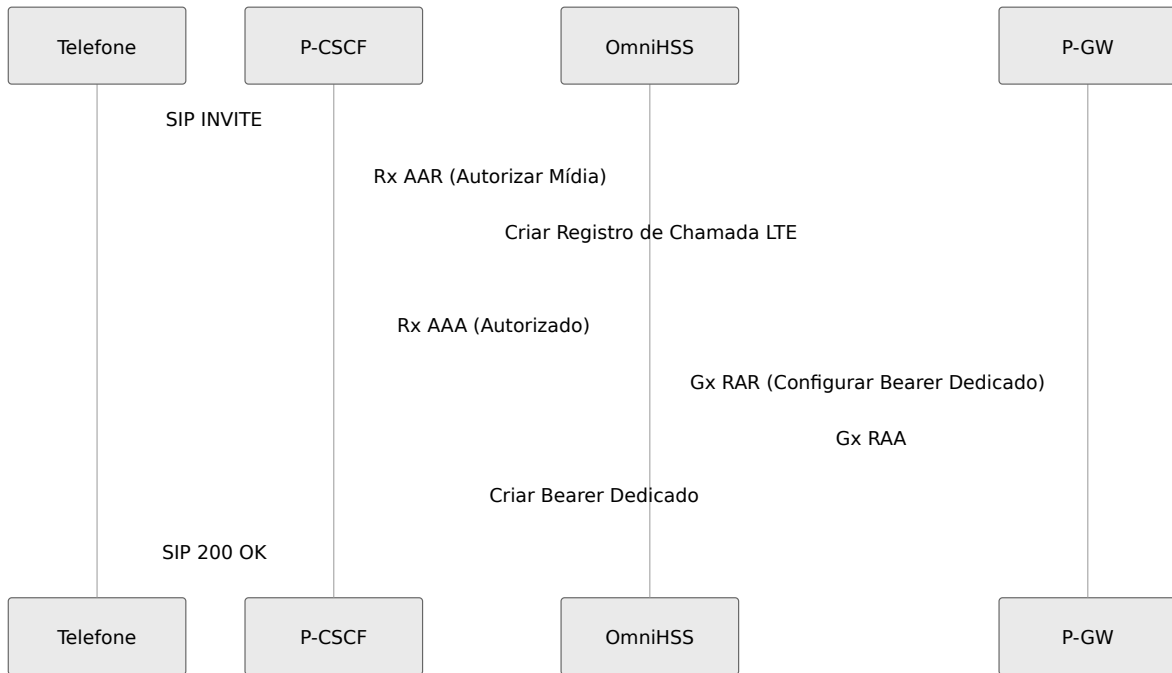 Telefone
P-CSCF
OmniHSS
P-GW
SIP INVITE
Rx AAR (Autorizar Mídia)
Criar Registro de Chamada LTE
Rx AAA (Autorizado)
Gx RAR (Configurar Bearer Dedicado)
Gx RAA
Criar Bearer Dedicado
SIP 200 OK
Telefone
P-CSCF
OmniHSS
P-GW